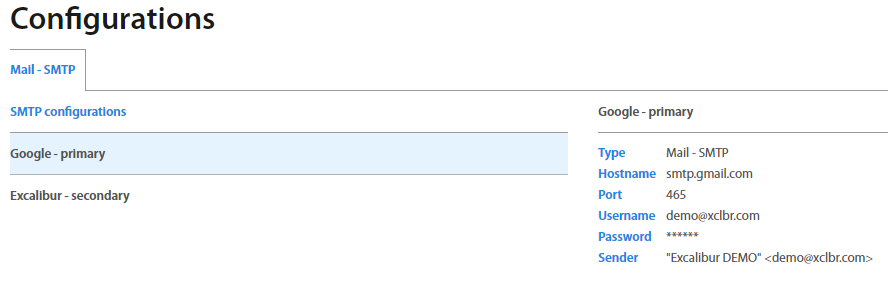 Configurations
Mail - SMTP
SMTP configurations
Google - primary
Excalibur - secondary
Google - primary
Type Mail - SMTP
Hostname smtp.gmail.com
Port 465
Username demo@xclbr.com
Password ******
Sender "Excalibur DEMO" <demo@xclbr.com>